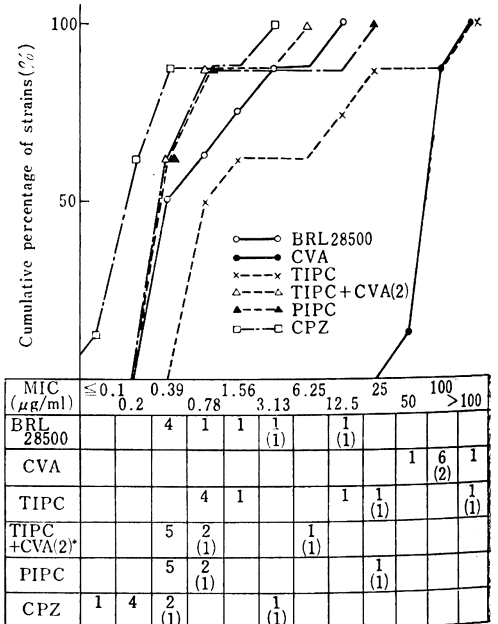 100
50
Cumulative percentage of strains(%)
BRL28500
CVA
TIPC
TIPC+CVA(2)
PIPC
CPZ
MIC (μg/ml) ≦0.1 0.2 0.39 0.78 1.56 3.13 6.25 12.5 25 50 100 >100
BRL 28500 4 1 1 1 (1) 1 (1)
CVA 1 6 (2) 1
TIPC 4 1 1 1 (1) 1 (1)
TIPC +CVA(2)* 5 2 (1) 1 (1)
PIPC 5 2 (1) 1 (1)
CPZ 1 4 2 (1) 1 (1)